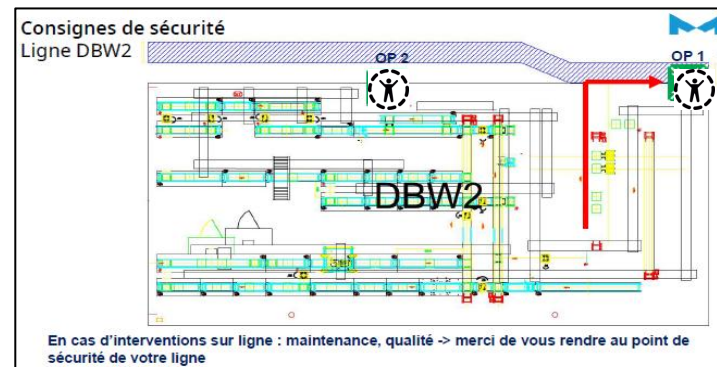 Consignes de sécurité
Ligne DBW2
OP 2
OP 1
DBW2
En cas d'interventions sur ligne : maintenance, qualité -> merci de vous rendre au point de
sécurité de votre ligne